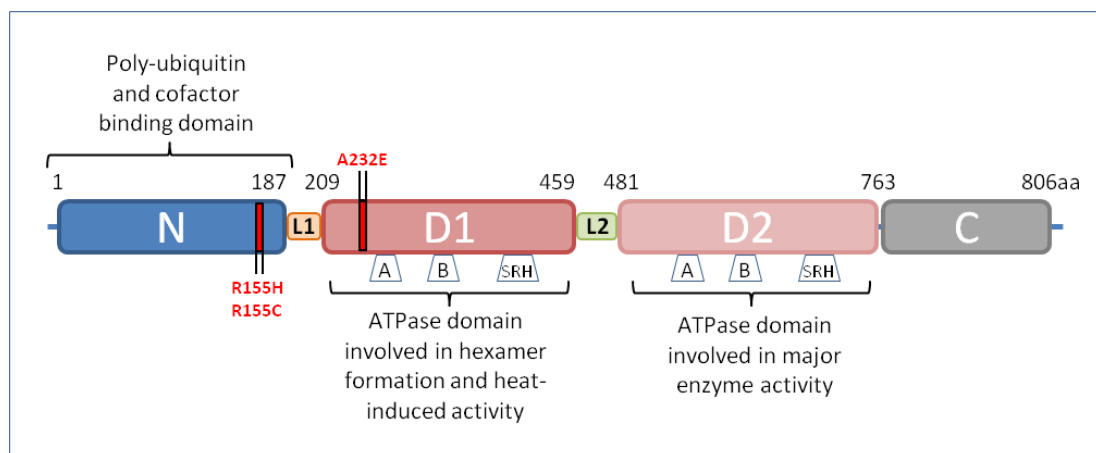 Poly-ubiquitin
and cofactor
binding domain
A232E
1
187
209
459
481
763
806aa
N
L1
D1
L2
D2
C
A
B
SRH
A
B
SRH
R155H
R155C
ATPase domain
involved in hexamer
formation and heat-
induced activity
ATPase domain
involved in major
enzyme activity